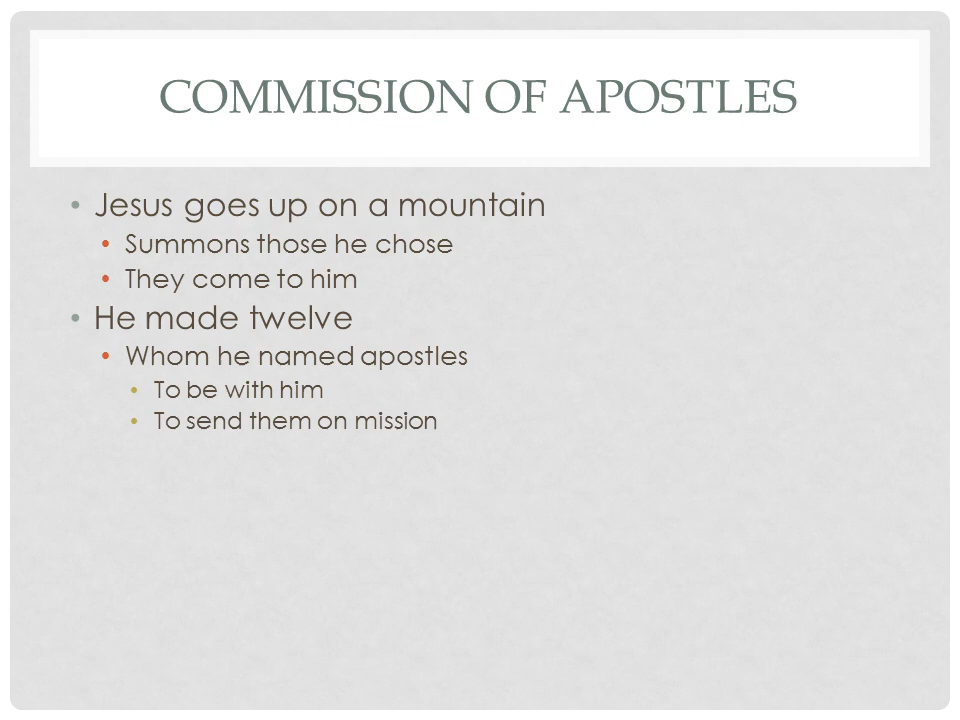 COMMISSION OF APOSTLES
• Jesus goes up on a mountain
• Summons those he chose
• They come to him
• He made twelve
• Whom he named apostles
• To be with him
• To send them on mission